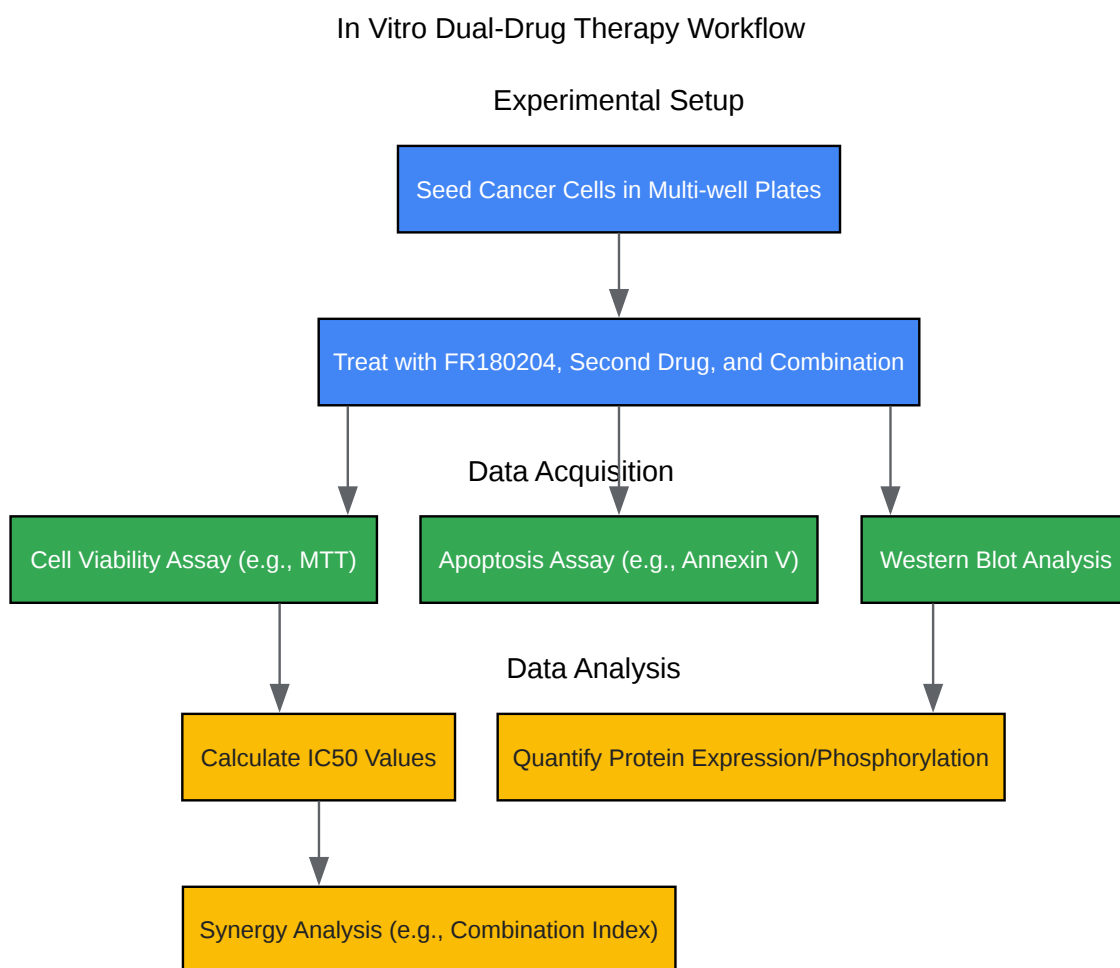 In Vitro Dual-Drug Therapy Workflow
Experimental Setup
Seed Cancer Cells in Multi-well Plates
Treat with FR180204, Second Drug, and Combination
Data Acquisition
Cell Viability Assay (e.g., MTT)
Apoptosis Assay (e.g., Annexin V)
Western Blot Analysis
Data Analysis
Calculate IC50 Values
Quantify Protein Expression/Phosphorylation
Synergy Analysis (e.g., Combination Index)